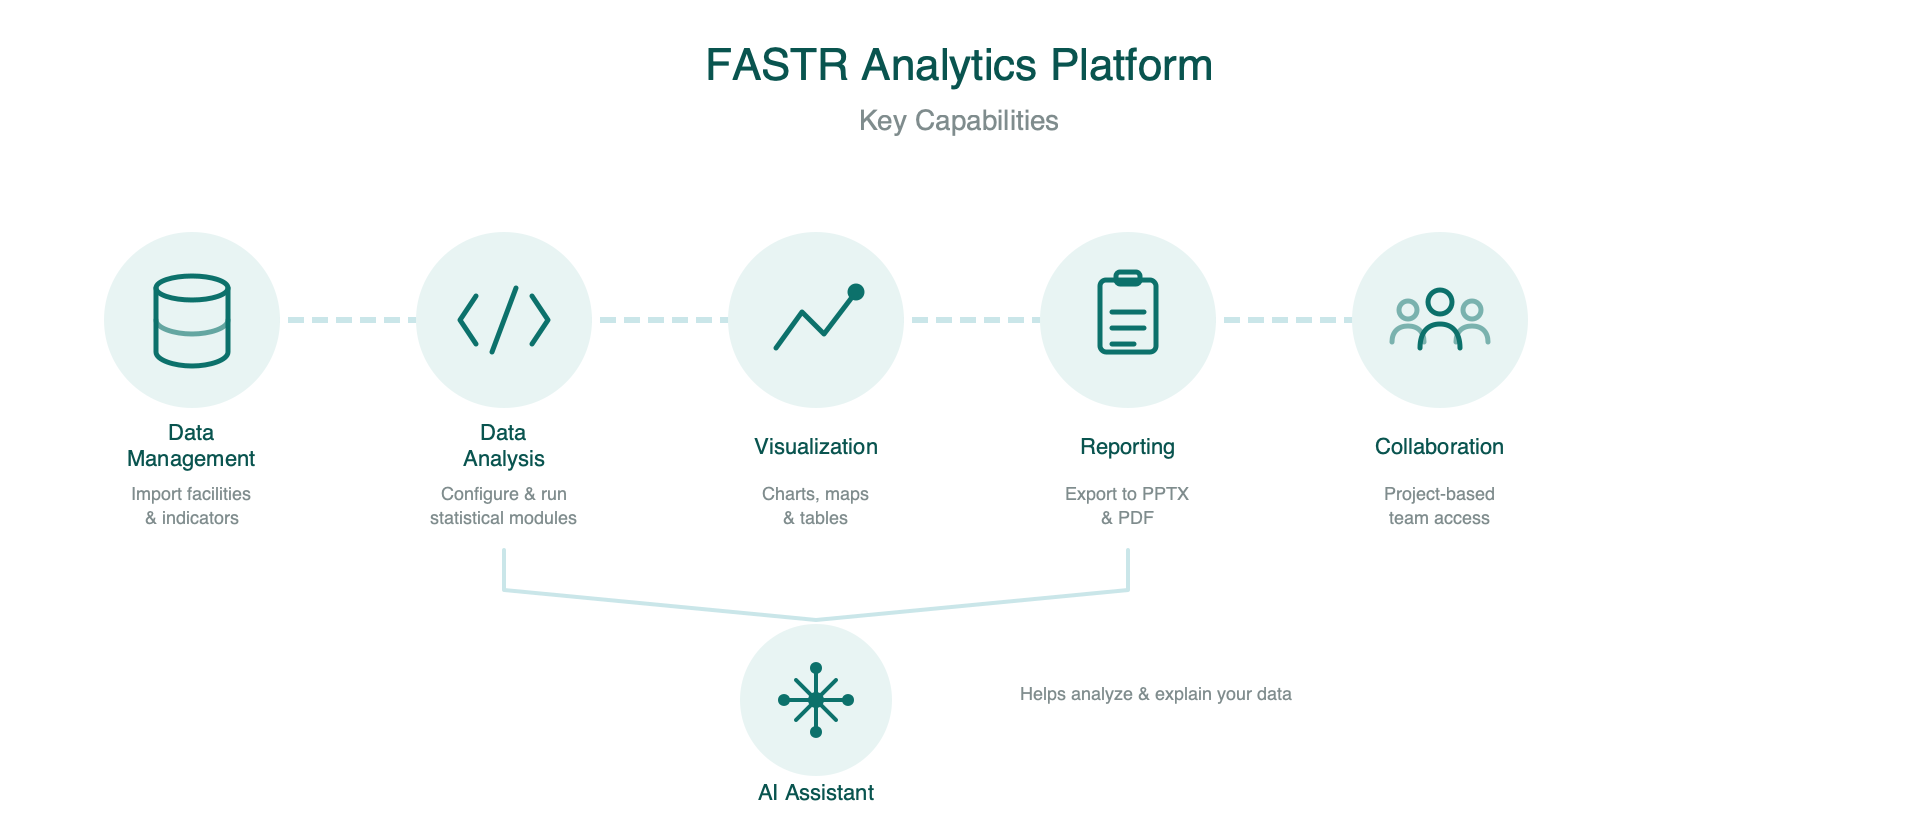 FASTR Analytics Platform
Key Capabilities
Data
Management
Import facilities
& indicators
Data
Analysis
Configure & run
statistical modules
Visualization
Charts, maps
& tables
Reporting
Export to PPTX
& PDF
Collaboration
Project-based
team access
Helps analyze & explain your data
AI Assistant